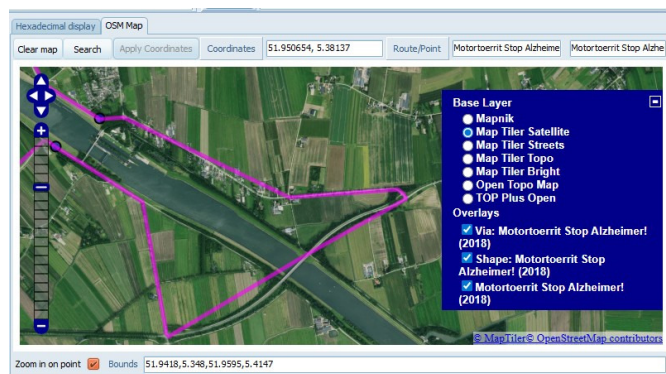 Hexadecimal display OSM Map
Clear map Search Apply Coordinates Coordinates 51.950654, 5.38137 Route/Point Motortoerrit Stop Alzheime Motortoerrit Stop Alzhe
Base Layer
Mapnik
Map Tiler Satellite
Map Tiler Streets
Map Tiler Topo
Map Tiler Bright
Open Topo Map
TOP Plus Open
Overlays
Via: Motortoerrit Stop Alzheimer!
(2018)
Shape: Motortoerrit Stop
Alzheimer! (2018)
Motortoerrit Stop Alzheimer!
(2018)
© MapTiler© OpenStreetMap contributors
Zoom in on point Bounds 51.9418,5.348,51.9595,5.4147